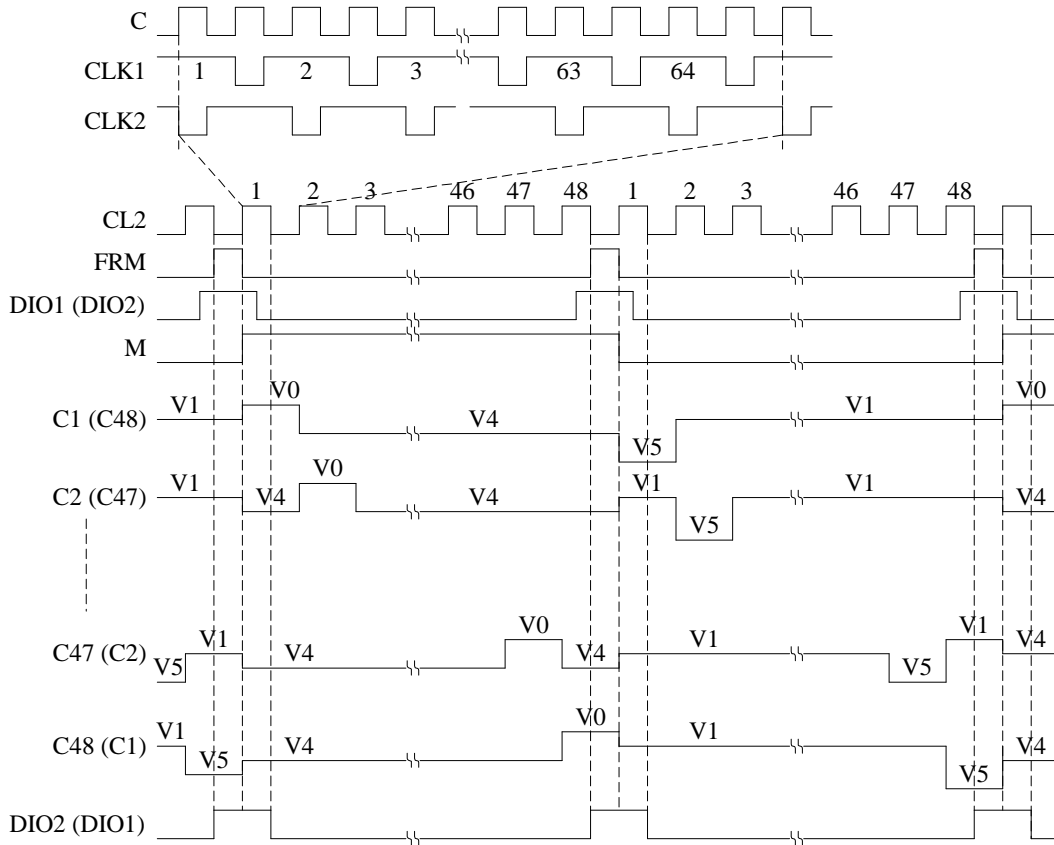 C
CLK1 1 2 3 63 64
CLK2
1 2 3 46 47 48 1 2 3 46 47 48
CL2
FRM
DIO1 (DIO2)
M
V1 V0 V4 V5 V1 V0
C1 (C48)
V1 V4 V0 V4 V1 V5 V1 V4
C2 (C47)
V5 V1 V4 V0 V4 V1 V5 V1 V4
C47 (C2)
V1 V5 V4 V0 V1 V5 V4
C48 (C1)
DIO2 (DIO1)